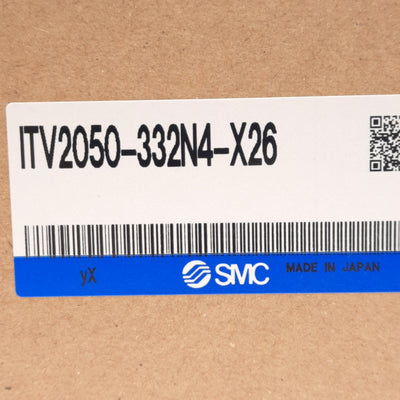 ITV2050-332N4-X26
yX SMC MADE IN JAPAN